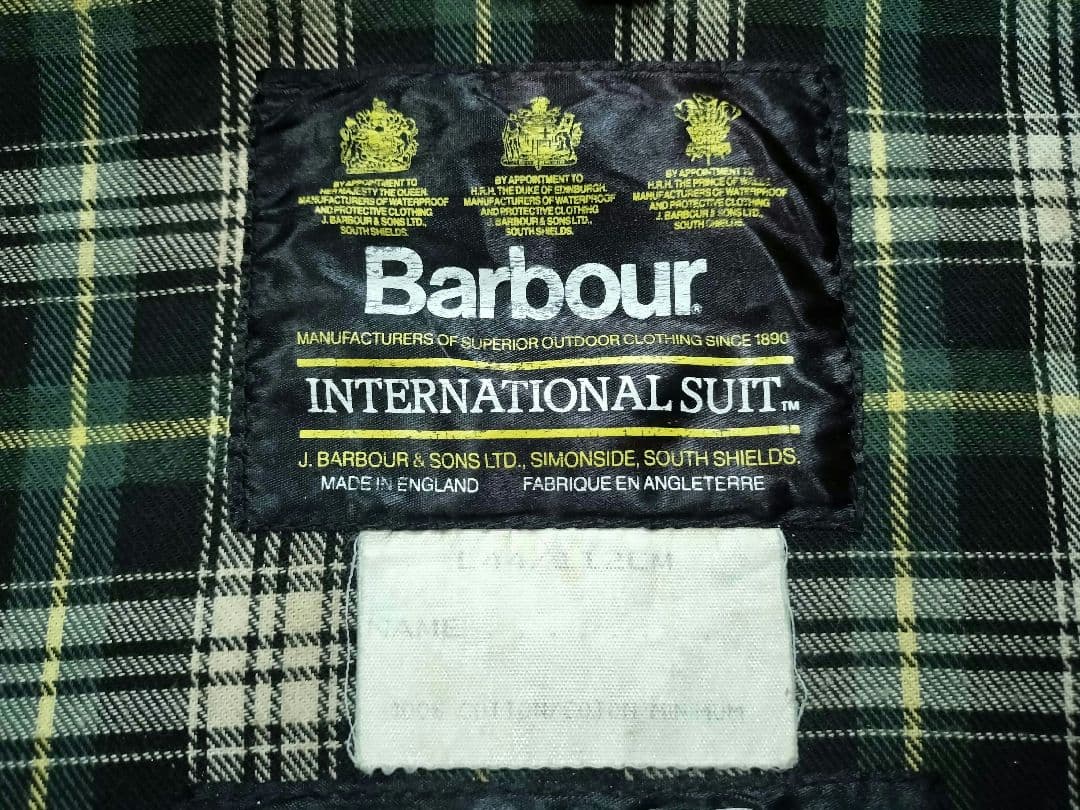 BY APPOINTMENT TO
HER MAJESTY THE QUEEN
MANUFACTURERS OF WATERPROOF
AND PROTECTIVE CLOTHING
J. BARBOUR & SONS LTD.,
SOUTH SHIELDS.
BY APPOINTMENT TO
H.R.H. THE DUKE OF EDINBURGH.
MANUFACTURERS OF WATERPROOF
AND PROTECTIVE CLOTHING
J. BARBOUR & SONS LTD.,
SOUTH SHIELDS.
BY APPOINTMENT TO
H.R.H. THE PRINCE OF WALES
MANUFACTURERS OF WATERPROOF
AND PROTECTIVE CLOTHING
J. BARBOUR & SONS LTD.,
SOUTH SHIELDS.
Barbour®
MANUFACTURERS OF SUPERIOR OUTDOOR CLOTHING SINCE 1890
INTERNATIONAL SUIT™
J. BARBOUR & SONS LTD., SIMONSIDE, SOUTH SHIELDS.
MADE IN ENGLAND FABRIQUE EN ANGLETERRE
NAME
MINIMUM